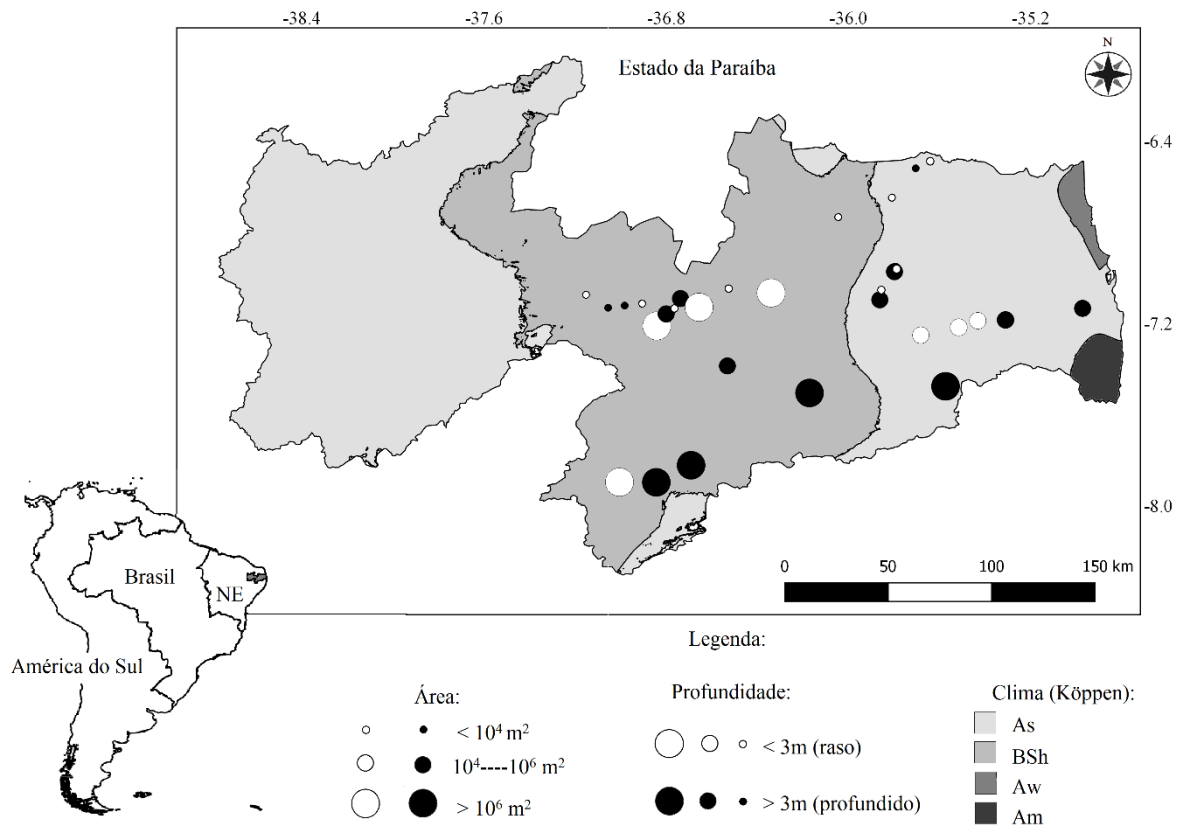 -38.4 -37.6 -36.8 -36.0 -35.2
Estado da Paraíba
N
-6.4
-7.2
-8.0
0 50 100 150 km
Brasil
NE
América do Sul
Legenda:
Área:
< 10⁴ m²
10⁴----10⁶ m²
> 10⁶ m²
Profundidade:
< 3m (raso)
> 3m (profundido)
Clima (Köppen):
As
BSh
Aw
Am